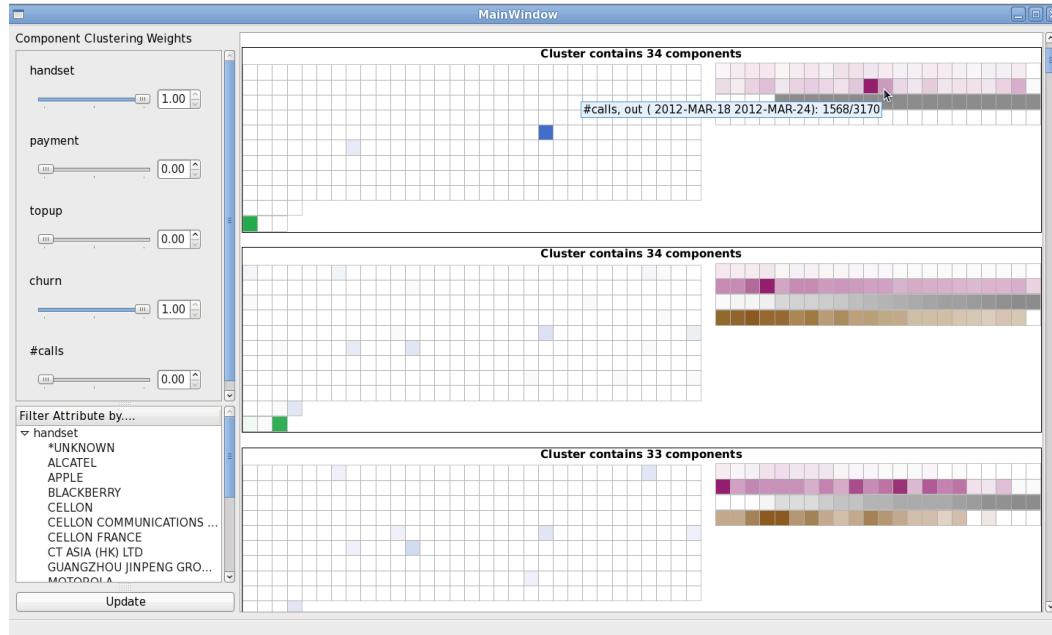 MainWindow
Component Clustering Weights
handset
1.00
payment
0.00
topup
0.00
churn
1.00
#calls
0.00
Filter Attribute by....
handset
*UNKNOWN
ALCATEL
APPLE
BLACKBERRY
CELLON
CELLON COMMUNICATIONS ...
CELLON FRANCE
CT ASIA (HK) LTD
GUANGZHOU JINPENG GRO...
MOTOROLA
Update
Cluster contains 34 components
#calls, out ( 2012-MAR-18 2012-MAR-24): 1568/3170
Cluster contains 34 components
Cluster contains 33 components